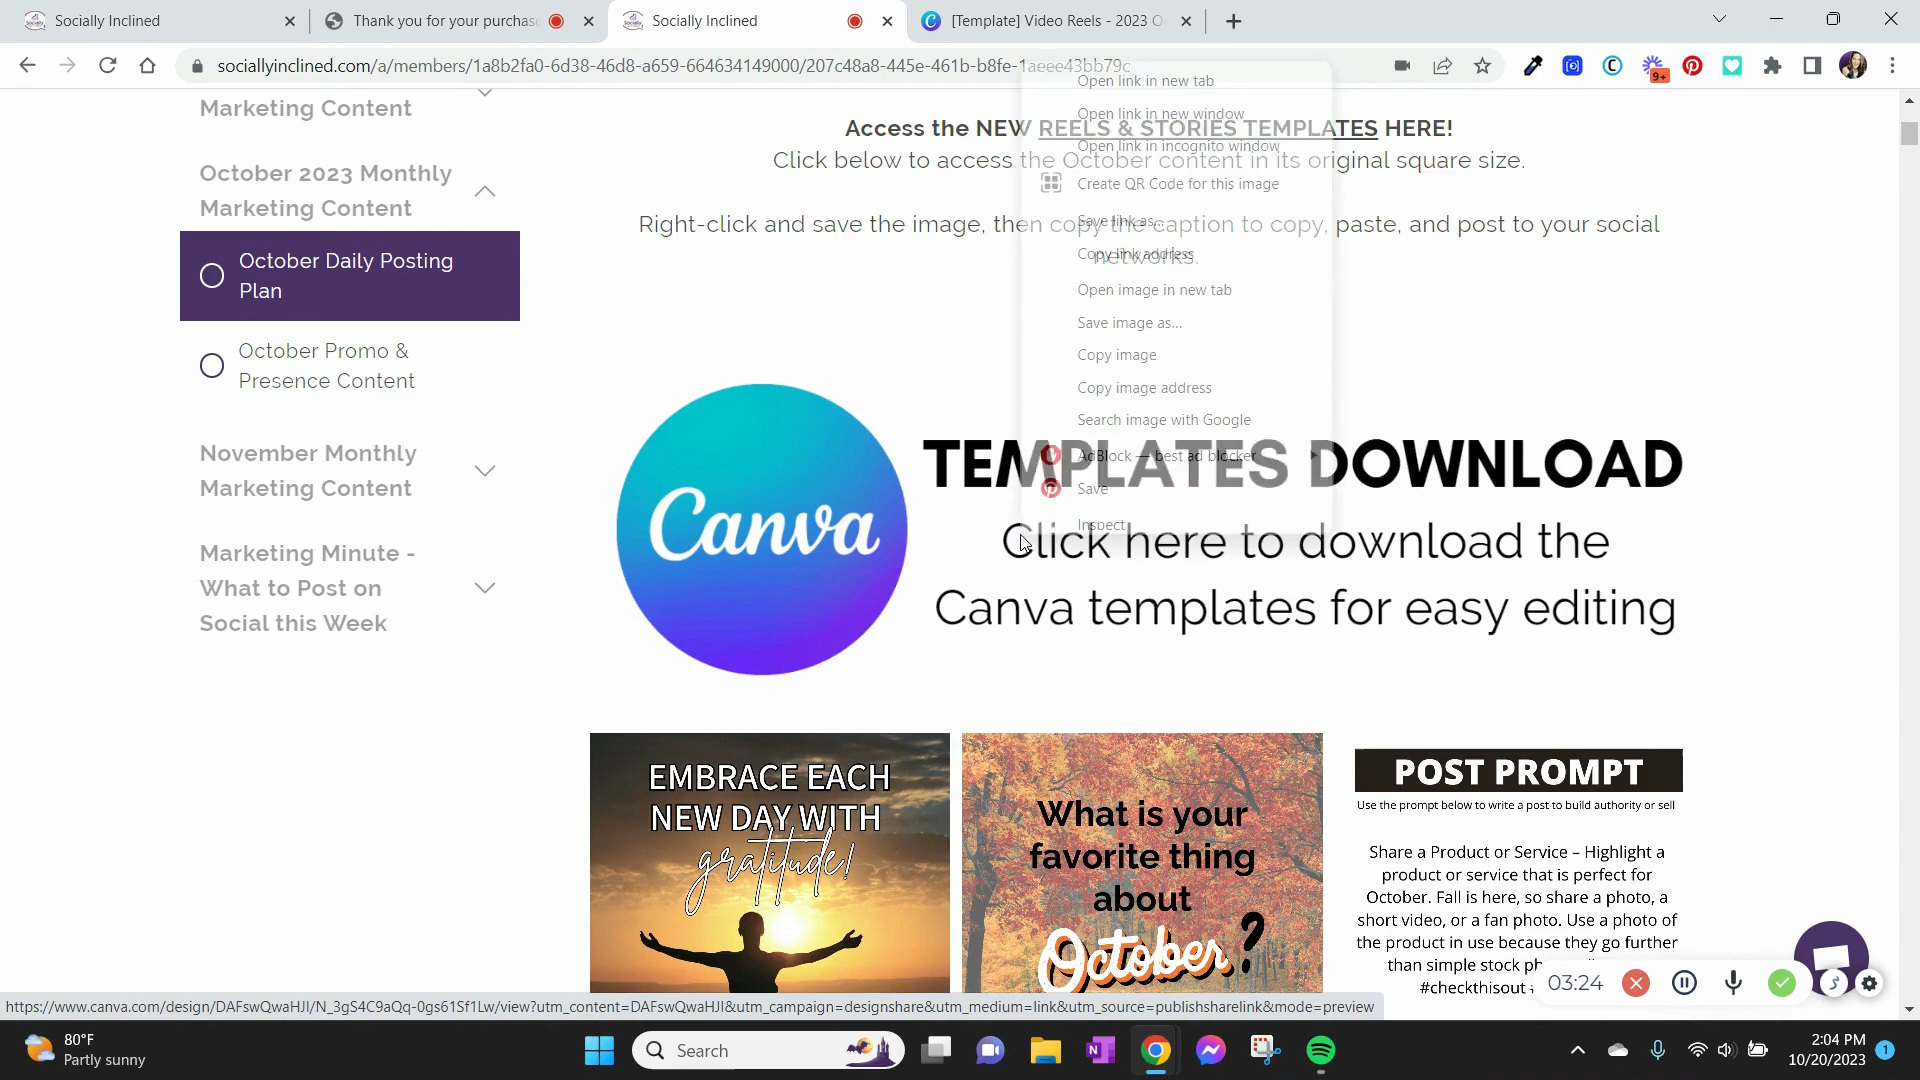 Socially Inclined
Thank you for your purchase
Socially Inclined
[Template] Video Reels - 2023 O
sociallyinclined.com/a/members/1a8b2fa0-6d38-46d8-a659-664634149000/207c48a8-445e-461b-b8fe-1aeee43bb79c
9+
Marketing Content
October 2023 Monthly
Marketing Content
October Daily Posting
Plan
October Promo &
Presence Content
November Monthly
Marketing Content
Marketing Minute -
What to Post on
Social this Week
Access the NEW REELS & STORIES TEMPLATES HERE!
Click below to access the October content in its original square size.
Right-click and save the image, then copy the caption to copy, paste, and post to your social
networks.
Open link in new tab
Open link in new window
Open link in incognito window
Create QR Code for this image
Save link as...
Copy link address
Open image in new tab
Save image as...
Copy image
Copy image address
Search image with Google
AdBlock — best ad blocker
Save
Inspect
Canva
TEMPLATES DOWNLOAD
Click here to download the
Canva templates for easy editing
EMBRACE EACH
NEW DAY WITH
gratitude!
What is your
favorite thing
about
October?
POST PROMPT
Use the prompt below to write a post to build authority or sell
Share a Product or Service – Highlight a
product or service that is perfect for
October. Fall is here, so share a photo, a
short video, or a fan photo. Use a photo of
the product in use because they go further
than simple stock ph
#checkthisout
03:24
https://www.canva.com/design/DAFswQwaHJI/N_3gS4C9aQq-0gs61Sf1Lw/view?utm_content=DAFswQwaHJI&utm_campaign=designshare&utm_medium=link&utm_source=publishsharelink&mode=preview
80°F
Partly sunny
Search
2:04 PM
10/20/2023
1